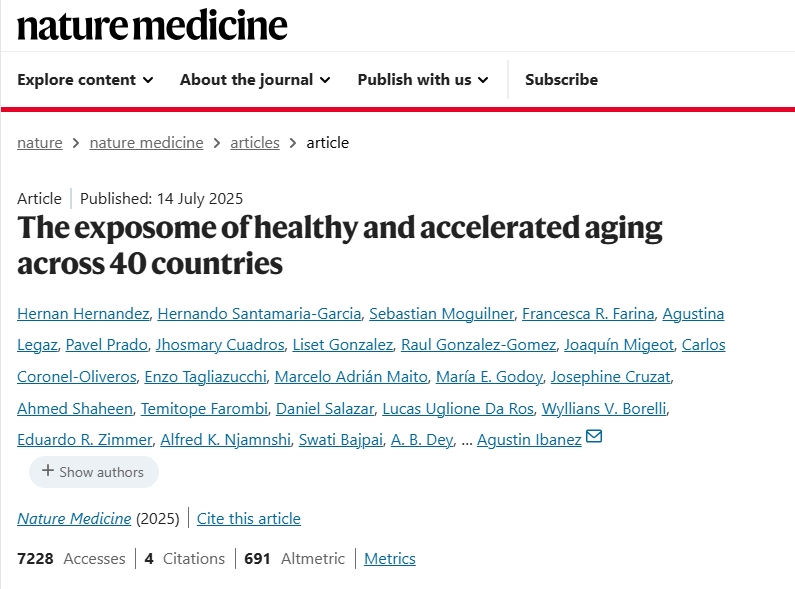 nature medicine
Explore content About the journal Publish with us Subscribe
nature > nature medicine > articles > article
Article | Published: 14 July 2025
The exposome of healthy and accelerated aging
across 40 countries
Hernan Hernandez, Hernando Santamaria-Garcia, Sebastian Moguilner, Francesca R. Farina, Agustina
Legaz, Pavel Prado, Jhosmary Cuadros, Liset Gonzalez, Raul Gonzalez-Gomez, Joaquín Migeot, Carlos
Coronel-Oliveros, Enzo Tagliazucchi, Marcelo Adrián Maito, María E. Godoy, Josephine Cruzat,
Ahmed Shaheen, Temitope Farombi, Daniel Salazar, Lucas Uglione Da Ros, Wyllians V. Borelli,
Eduardo R. Zimmer, Alfred K. Njamnshi, Swati Bajpai, A. B. Dey, ... Agustin Ibanez
+ Show authors
Nature Medicine (2025) | Cite this article
7228 Accesses | 4 Citations | 691 Altmetric | Metrics